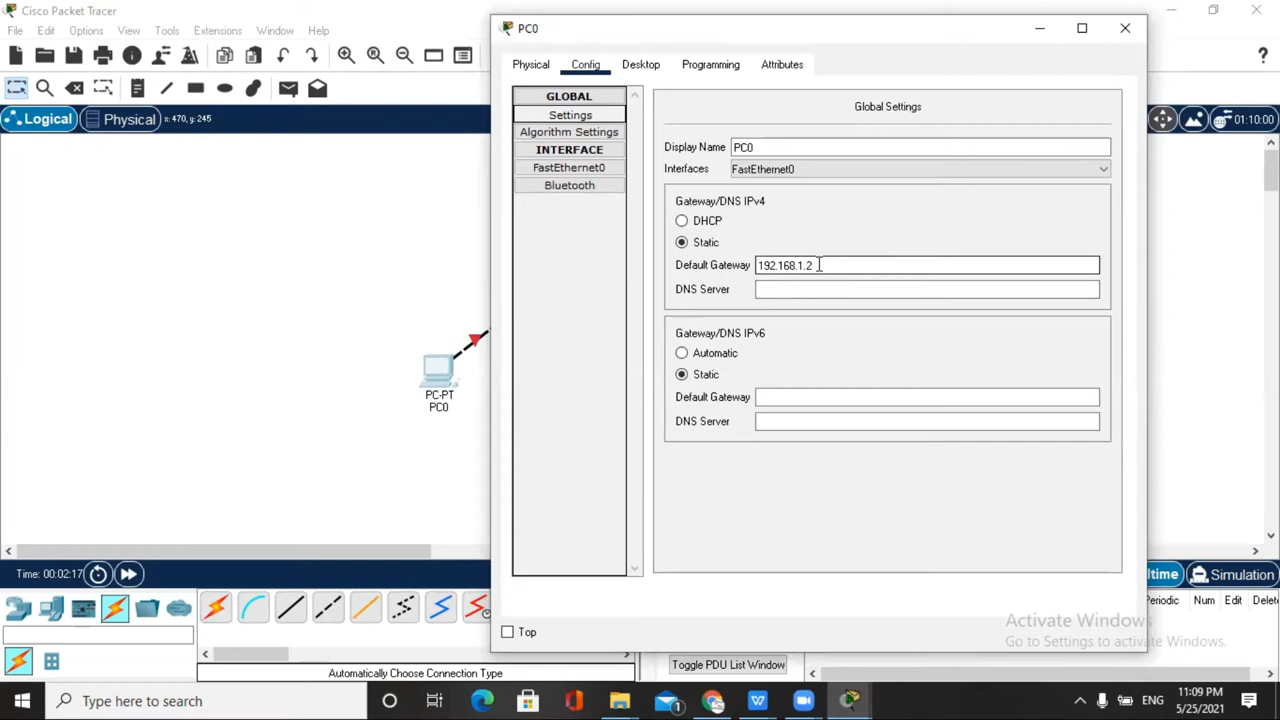 Cisco Packet Tracer
File Edit Options View Tools Extensions Window Help
Logical Physical x: 470, y: 245
PC0
Physical Config Desktop Programming Attributes
GLOBAL
Settings
Algorithm Settings
INTERFACE
FastEthernet0
Bluetooth
Global Settings
Display Name PC0
Interfaces FastEthernet0
Gateway/DNS IPv4
DHCP
Static
Default Gateway 192.168.1.2
DNS Server
Gateway/DNS IPv6
Automatic
Static
Default Gateway
DNS Server
Top
01:10:00
PC-PT
PC0
Time: 00:02:17
Simulation
Periodic Num Edit
Automatically Choose Connection Type
Toggle PDU List Window
Activate Windows
Go to Settings to activate Windows.
Type here to search
1
ENG
11:09 PM
5/25/2021